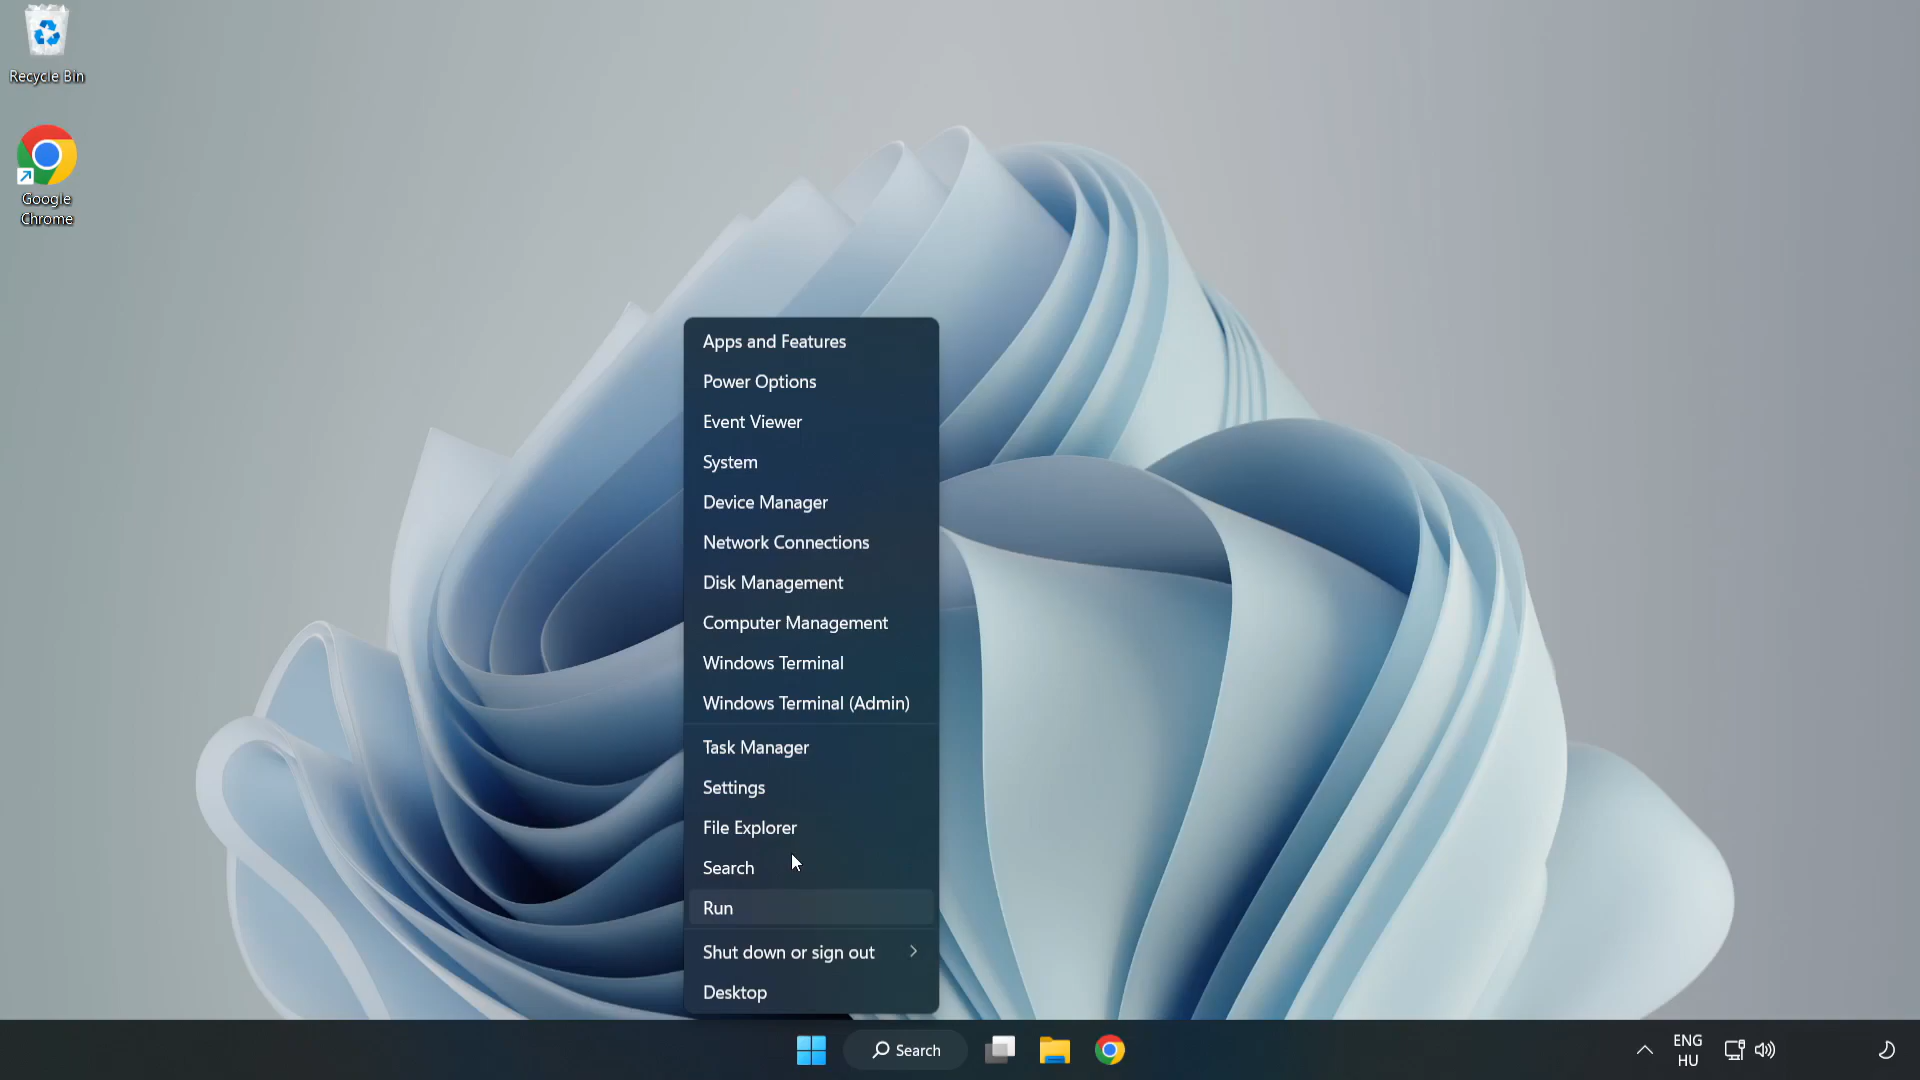 Recycle Bin
Google
Chrome
Apps and Features
Power Options
Event Viewer
System
Device Manager
Network Connections
Disk Management
Computer Management
Windows Terminal
Windows Terminal (Admin)
Task Manager
Settings
File Explorer
Search
Run
Shut down or sign out
Desktop
Search
ENG
HU